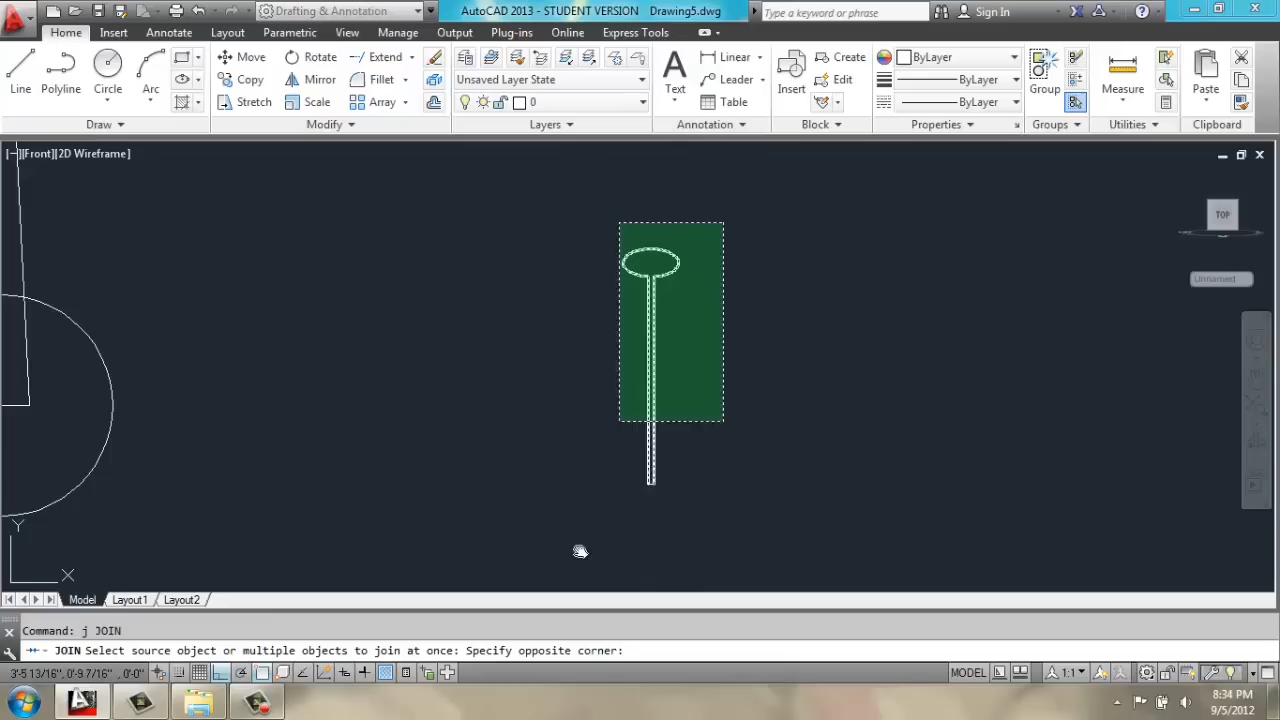 Drafting & Annotation
AutoCAD 2013 - STUDENT VERSION Drawing5.dwg
Type a keyword or phrase
Sign In
Home Insert Annotate Layout Parametric View Manage Output Plug-ins Online Express Tools
Line Polyline Circle Arc
Move Rotate Extend
Copy Mirror Fillet
Stretch Scale Array
Unsaved Layer State
0
Text
Linear
Leader
Table
Insert
Create
Edit
ByLayer
ByLayer
ByLayer
Group
Measure
Paste
Draw Modify Layers Annotation Block Properties Groups Utilities Clipboard
[-][Front][2D Wireframe]
TOP
Unnamed
Y
X
Model Layout1 Layout2
Command: j JOIN
JOIN Select source object or multiple objects to join at once: Specify opposite corner:
3'-5 13/16", 0'-9 7/16", 0'-0"
MODEL
1:1
8:34 PM
9/5/2012